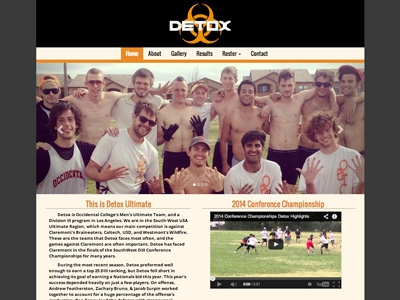 DETOX
Home About Gallery Results Roster Contact
OCCIDENTAL
This is Detox Ultimate
Detox is Occidental College's Men's Ultimate Team, and a
Division III program in Los Angeles. We are in the South West USA
Ultimate Region, which means our main competition is against
Claremont's Braineaters, Caltech, USD, and Westmont's Wildfire.
These are the teams that Detox faces most often, and the
games against Claremont are often important. Detox has faced
Claremont in the finals of the SouthWest DIII Conference
Championships for many years.
During the most recent season, Detox preformed well
enough to earn a top 25 DIII ranking, but Detox fell short in
achieving its goal of earning a Nationals bid this year. This year's
success depended heavily on just a few players. On offense,
Andrew Featherston, Zachary Bruns, & Jacob Surpin worked
together to account for a huge percentage of the offense's
2014 Conference Championship
2014 Conference Championships Detox Highlights